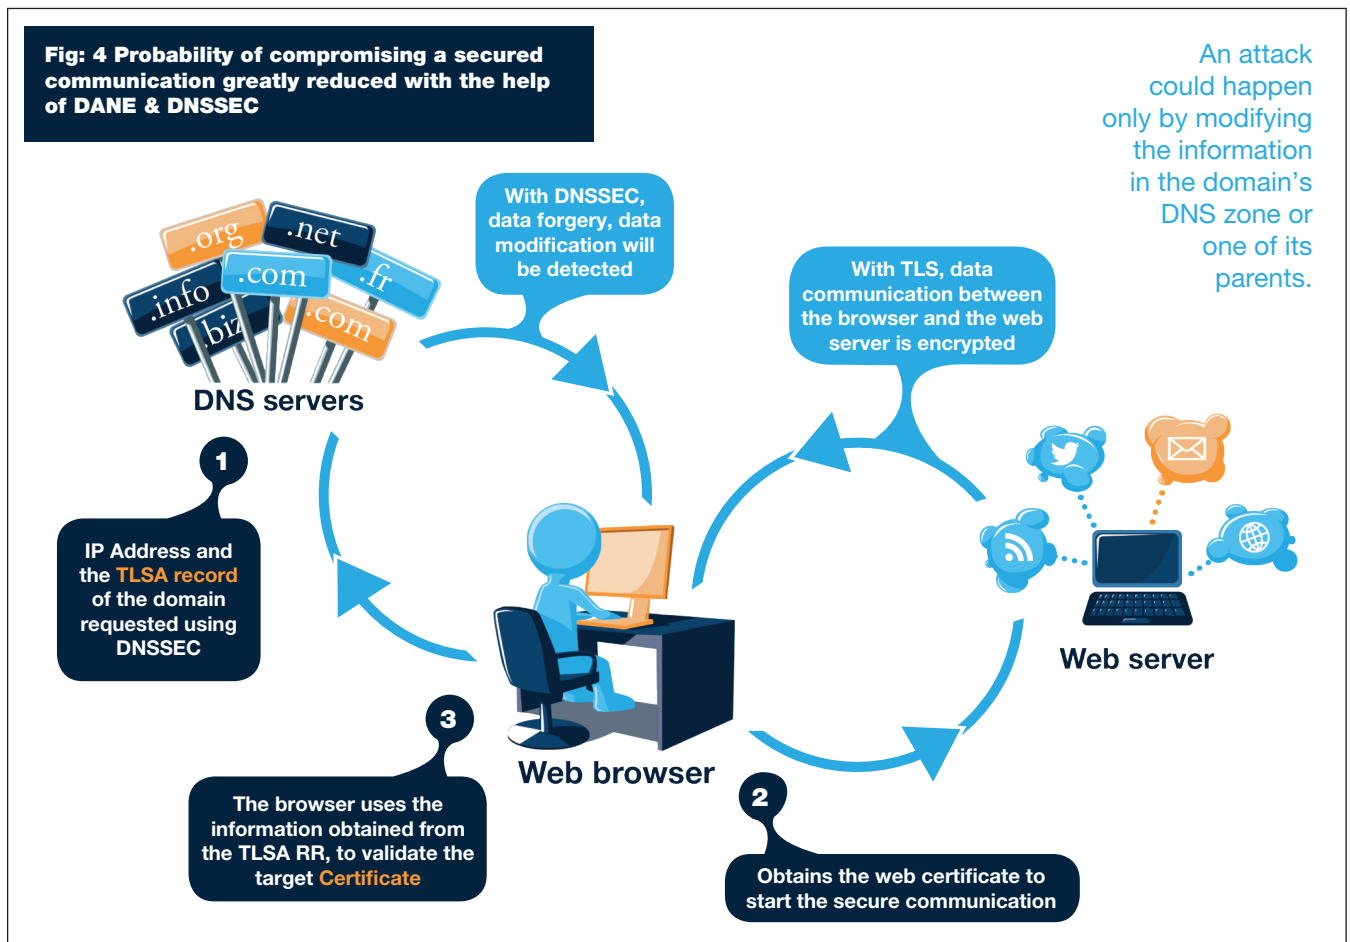 Fig: 4 Probability of compromising a secured
communication greatly reduced with the help
of DANE & DNSSEC
An attack
could happen
only by modifying
the information
in the domain's
DNS zone or
one of its
parents.
With DNSSEC,
data forgery, data
modification will
be detected
With TLS, data
communication between
the browser and the web
server is encrypted
.org
.net
.com
.fr
.info
.biz
.com
DNS servers
1
IP Address and
the TLSA record
of the domain
requested using
DNSSEC
Web server
3
The browser uses the
information obtained from
the TLSA RR, to validate the
target Certificate
Web browser
2
Obtains the web certificate to
start the secure communication